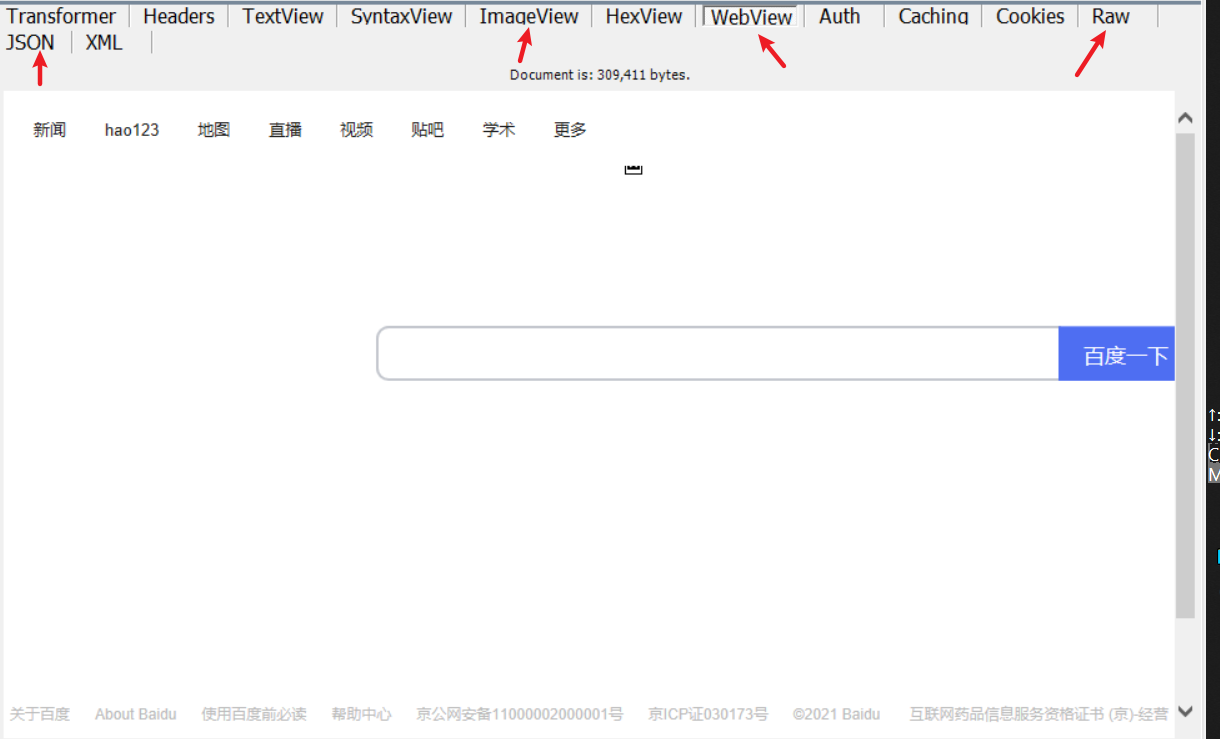 Transformer Headers TextView SyntaxView ImageView HexView WebView Auth Caching Cookies Raw
JSON XML
Document is: 309,411 bytes.
新闻 hao123 地图 直播 视频 贴吧 学术 更多
百度一下
↑:
↓:
C
M
关于百度 About Baidu 使用百度前必读 帮助中心 京公网安备11000002000001号 京ICP证030173号 ©2021 Baidu 互联网药品信息服务资格证书 (京)-经营